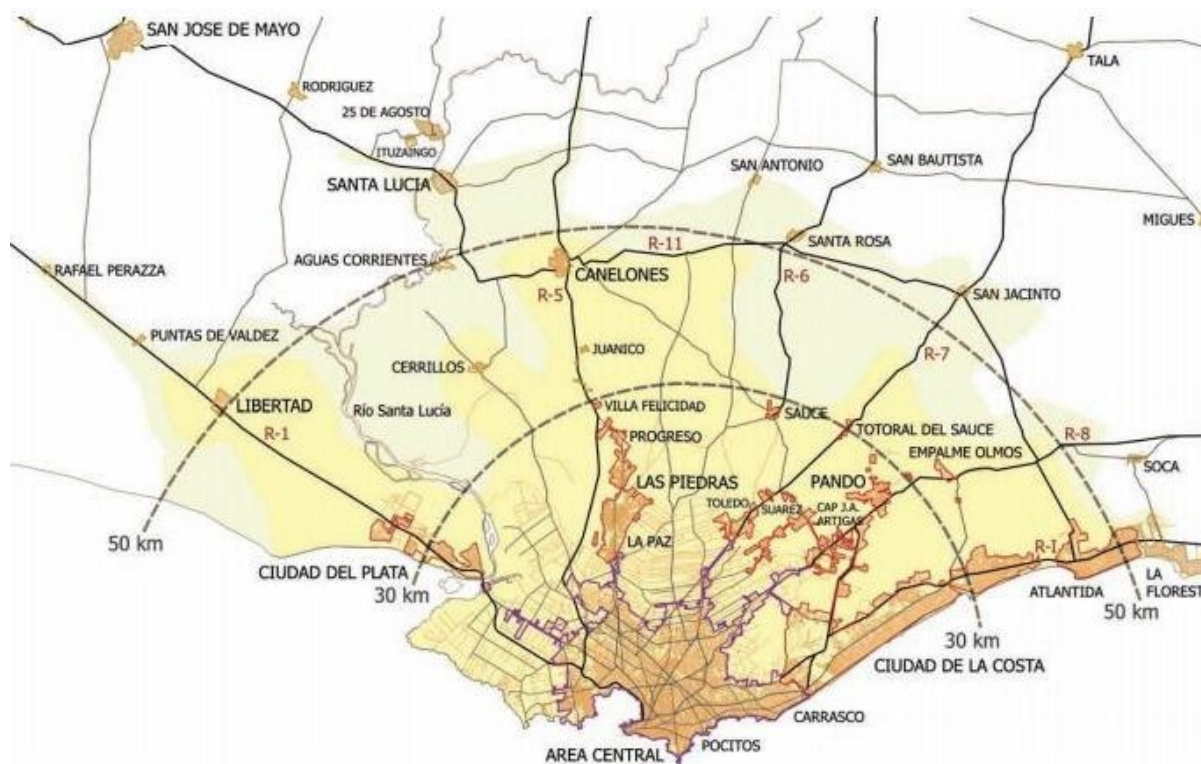 SAN JOSE DE MAYO
TALA
RODRIGUEZ
25 DE AGOSTO
ITUZAINGO
SAN ANTONIO
SAN BAUTISTA
SANTA LUCIA
MIGUES
SANTA ROSA
R-11
AGUAS CORRIENTES
RAFAEL PERAZZA
CANELONES
R-6
R-5
SAN JACINTO
PUNTAS DE VALDEZ
JUANICO
R-7
CERRILLOS
LIBERTAD
Río Santa Lucía
VILLA FELICIDAD
SAUCE
R-1
TOTORAL DEL SAUCE
R-8
PROGRESO
EMPALME OLMOS
SOCA
LAS PIEDRAS
PANDO
TOLEDO
SUAREZ
CAP J.A.
ARTIGAS
50 km
LA PAZ
R-I
CIUDAD DEL PLATA
30 km
ATLANTIDA
LA
FLOREST
50 km
30 km
CIUDAD DE LA COSTA
CARRASCO
POCITOS
AREA CENTRAL